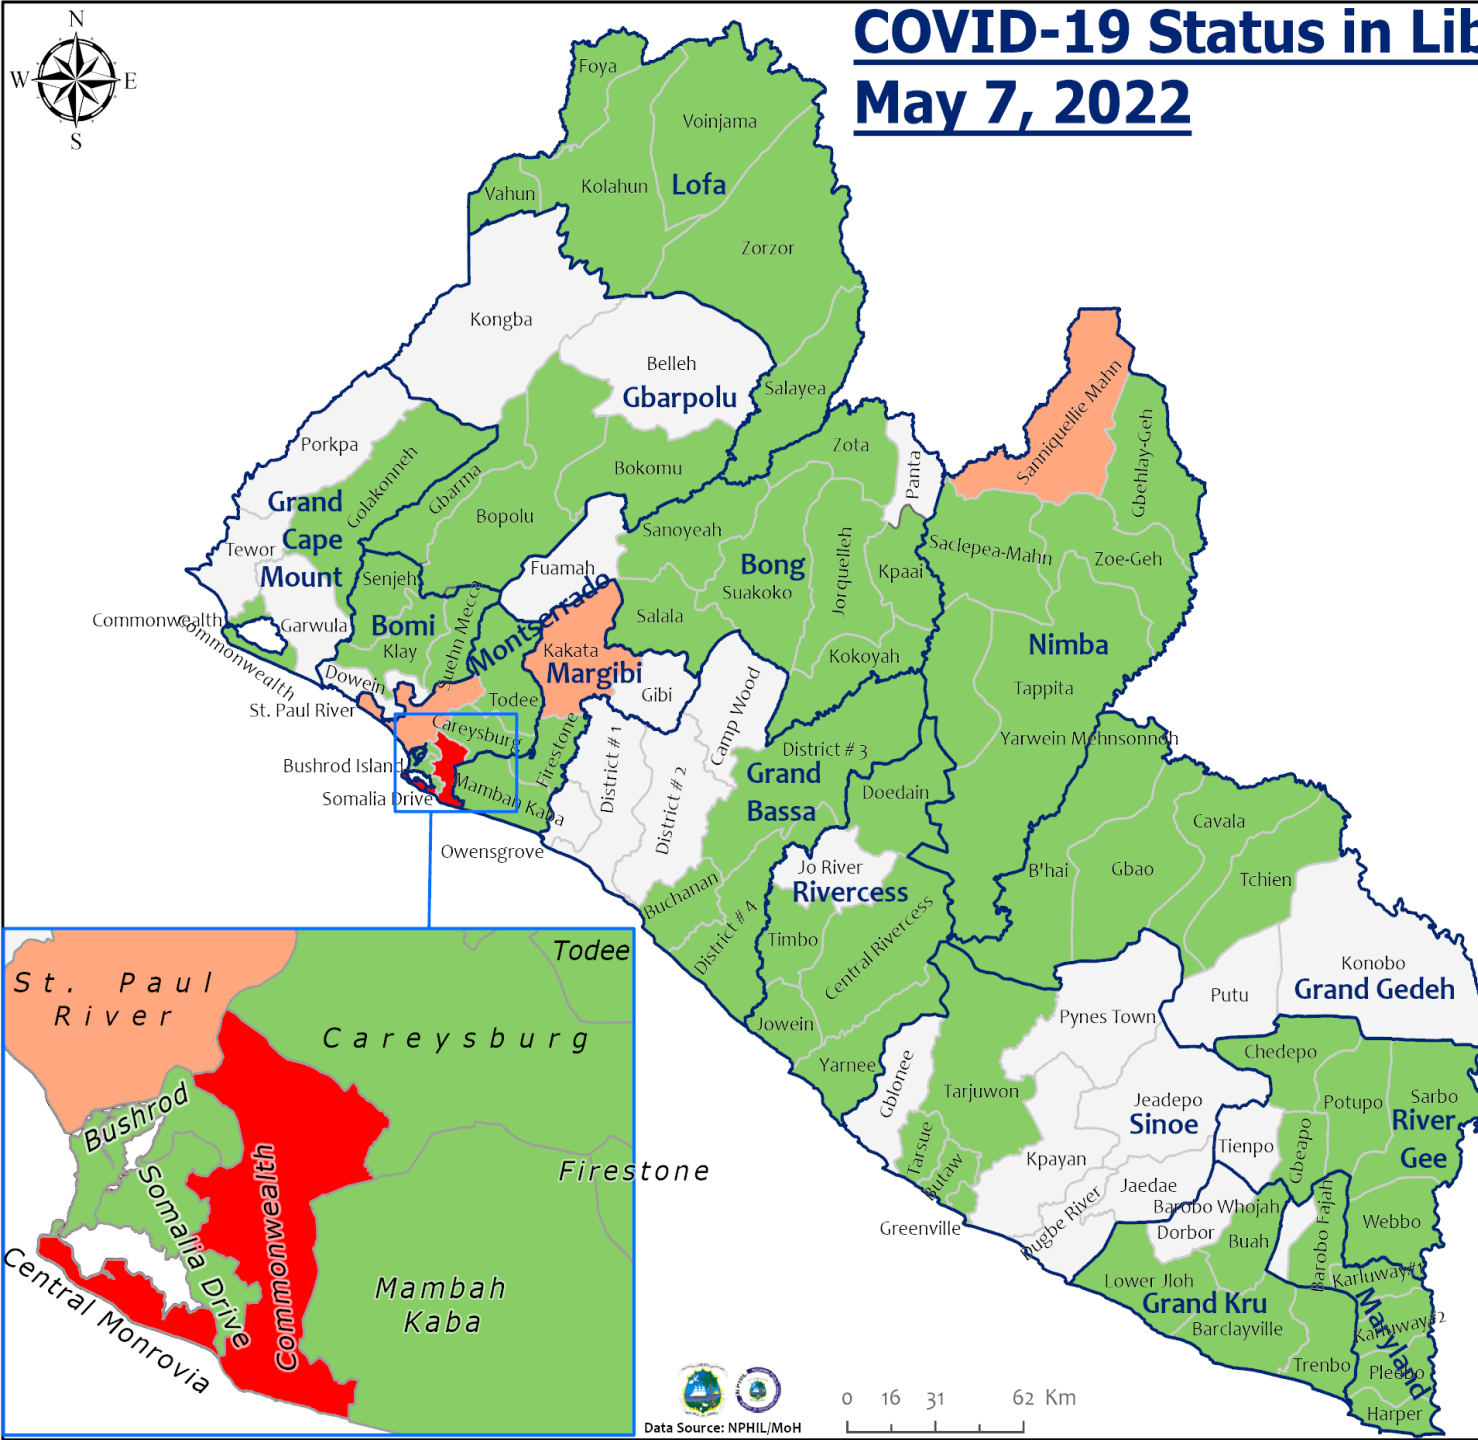 COVID-19 Status in Lib
May 7, 2022
N
W
E
S
Foya
Voinjama
Vahun
Kolahun
Lofa
Zorzor
Kongba
Belleh
Gbarpolu
Salayea
Porkpa
Golakonneh
Gbarma
Bokomu
Bopolu
Zota
Panta
Sanniquellie Mahn
Gbehlay-Geh
Grand
Cape
Mount
Tewor
Senjeh
Fuamah
Sanoyeah
Bong
Suakoko
Jorquelleh
Kpaai
Saclepea-Mahn
Zoe-Geh
Commonwealth
Commonwealth
Garwula
Bomi
Klay
Suehn Mecca
Montserrado
Salala
Kakata
Margibi
Kokoyah
Nimba
Dowein
Todee
Gibi
Camp Wood
Tappita
St. Paul River
Careysburg
Firestone
District # 1
District # 2
District # 3
Yarwein Mehnsonnoh
Bushrod Island
Somalia Drive
Mambah Kaba
Grand
Bassa
Doedain
Owensgrove
Cavala
Jo River
Rivercess
B'hai
Gbao
Tchien
Buchanan
District # 4
Timbo
Central Rivercess
Konobo
Grand Gedeh
Putu
Jowein
Pynes Town
Yarnee
Gblonee
Chedepo
Tarjuwon
Jeadepo
Sinoe
Potupo
Sarbo
River
Gee
Tienpo
Gbeapo
Tarsue
Butaw
Kpayan
Jaedae
Barobo Whojah
Dugbe River
Greenville
Dorbor
Buah
Barobo Fajah
Webbo
Lower Jloh
Grand Kru
Barclayville
Karluway#1
Karluway#2
Maryland
Trenbo
Pleebo
Harper
St. Paul
River
Todee
Careysburg
Bushrod
Somalia Drive
Commonwealth
Firestone
Central Monrovia
Mambah
Kaba
Data Source: NPHIL/MoH
0 16 31 62 Km